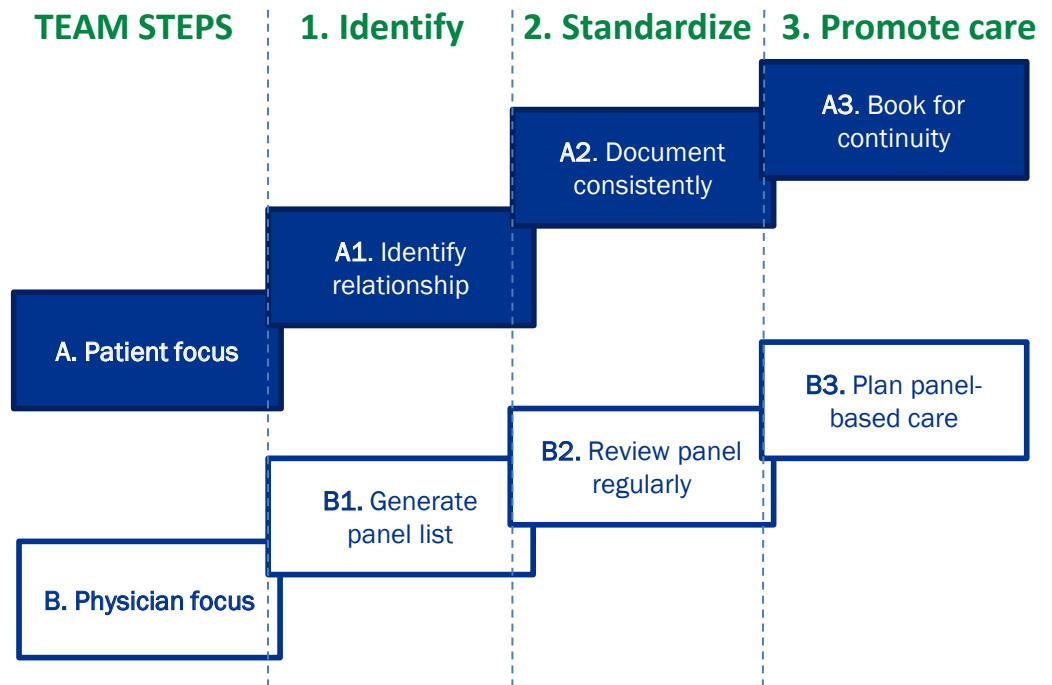 TEAM STEPS
1. Identify
2. Standardize
3. Promote care
A. Patient focus
A1. Identify
relationship
A2. Document
consistently
A3. Book for
continuity
B. Physician focus
B1. Generate
panel list
B2. Review panel
regularly
B3. Plan panel-
based care